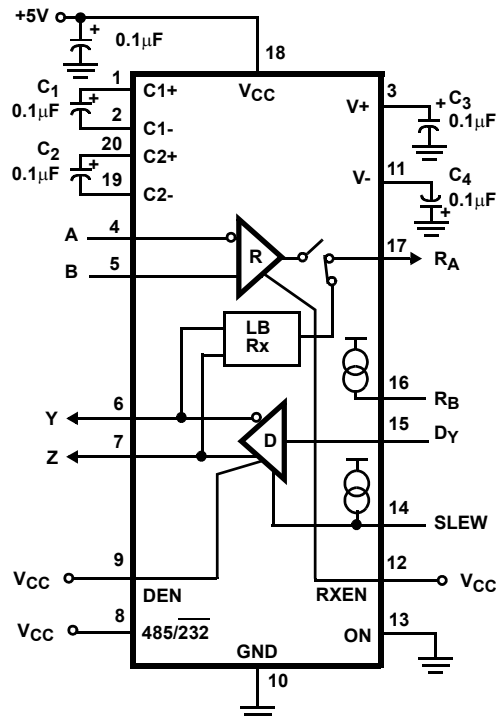 +5V
0.1µF
18
C1
0.1µF
1
C1+
VCC
3
V+
C3
0.1µF
2
C1-
C2
0.1µF
20
C2+
19
C2-
11
V-
C4
0.1µF
A
4
B
5
R
17
RA
LB
Rx
16
RB
Y
6
15
DY
Z
7
D
14
SLEW
VCC
9
DEN
12
RXEN
VCC
VCC
8
485/232
13
ON
GND
10
+
+
+
+
+